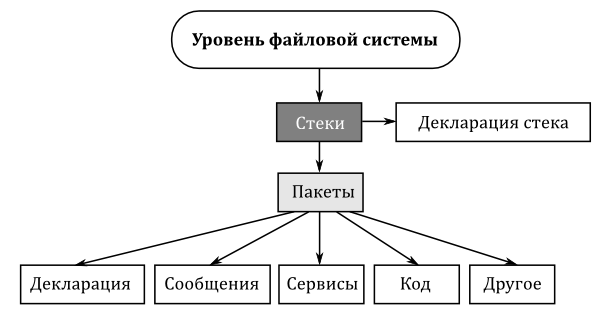 Уровень файловой системы
Стеки
Декларация стека
Пакеты
Декларация
Сообщения
Сервисы
Код
Другое